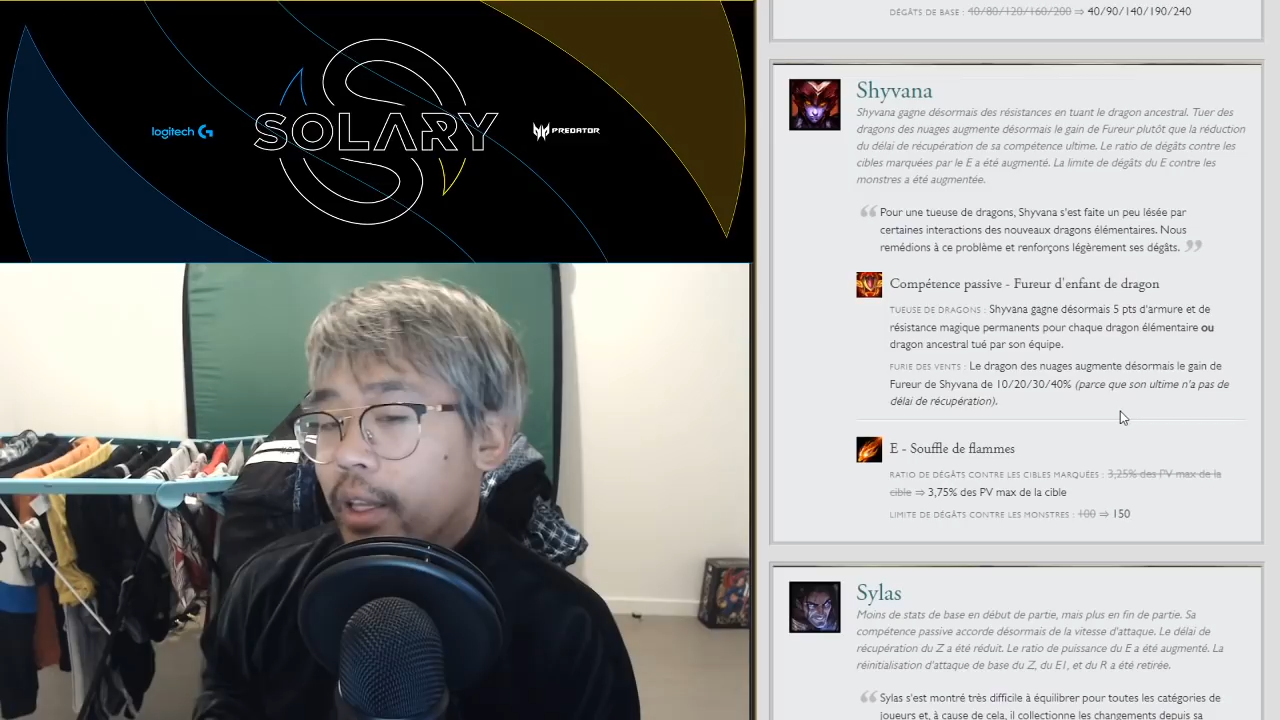 logitech G
SOLARY
PREDATOR
DÉGÂTS DE BASE : 40/80/120/160/200 ⇒ 40/90/140/190/240
Shyvana
Shyvana gagne désormais des résistances en tuant le dragon ancestral. Tuer des
dragons des nuages augmente désormais le gain de Fureur plutôt que la réduction
du délai de récupération de sa compétence ultime. Le ratio de dégâts contre les
cibles marquées par le E a été augmenté. La limite de dégâts du E contre les
monstres a été augmentée.
“ Pour une tueuse de dragons, Shyvana s'est faite un peu lésée par
certaines interactions des nouveaux dragons élémentaires. Nous
remédions à ce problème et renforçons légèrement ses dégâts. ”
Compétence passive - Fureur d'enfant de dragon
TUEUSE DE DRAGONS : Shyvana gagne désormais 5 pts d'armure et de
résistance magique permanents pour chaque dragon élémentaire ou
dragon ancestral tué par son équipe.
FURIE DES VENTS : Le dragon des nuages augmente désormais le gain de
Fureur de Shyvana de 10/20/30/40% (parce que son ultime n'a pas de
délai de récupération).
E - Souffle de flammes
RATIO DE DÉGÂTS CONTRE LES CIBLES MARQUÉES : 3,25% des PV max de la
cible ⇒ 3,75% des PV max de la cible
LIMITE DE DÉGÂTS CONTRE LES MONSTRES : 100 ⇒ 150
Sylas
Moins de stats de base en début de partie, mais plus en fin de partie. Sa
compétence passive accorde désormais de la vitesse d'attaque. Le délai de
récupération du Z a été réduit. Le ratio de puissance du E a été augmenté. La
réinitialisation d'attaque de base du Z, du E1, et du R a été retirée.
“ Sylas s'est montré très difficile à équilibrer pour toutes les catégories de
joueurs et, à cause de cela, il collectionne les changements depuis sa